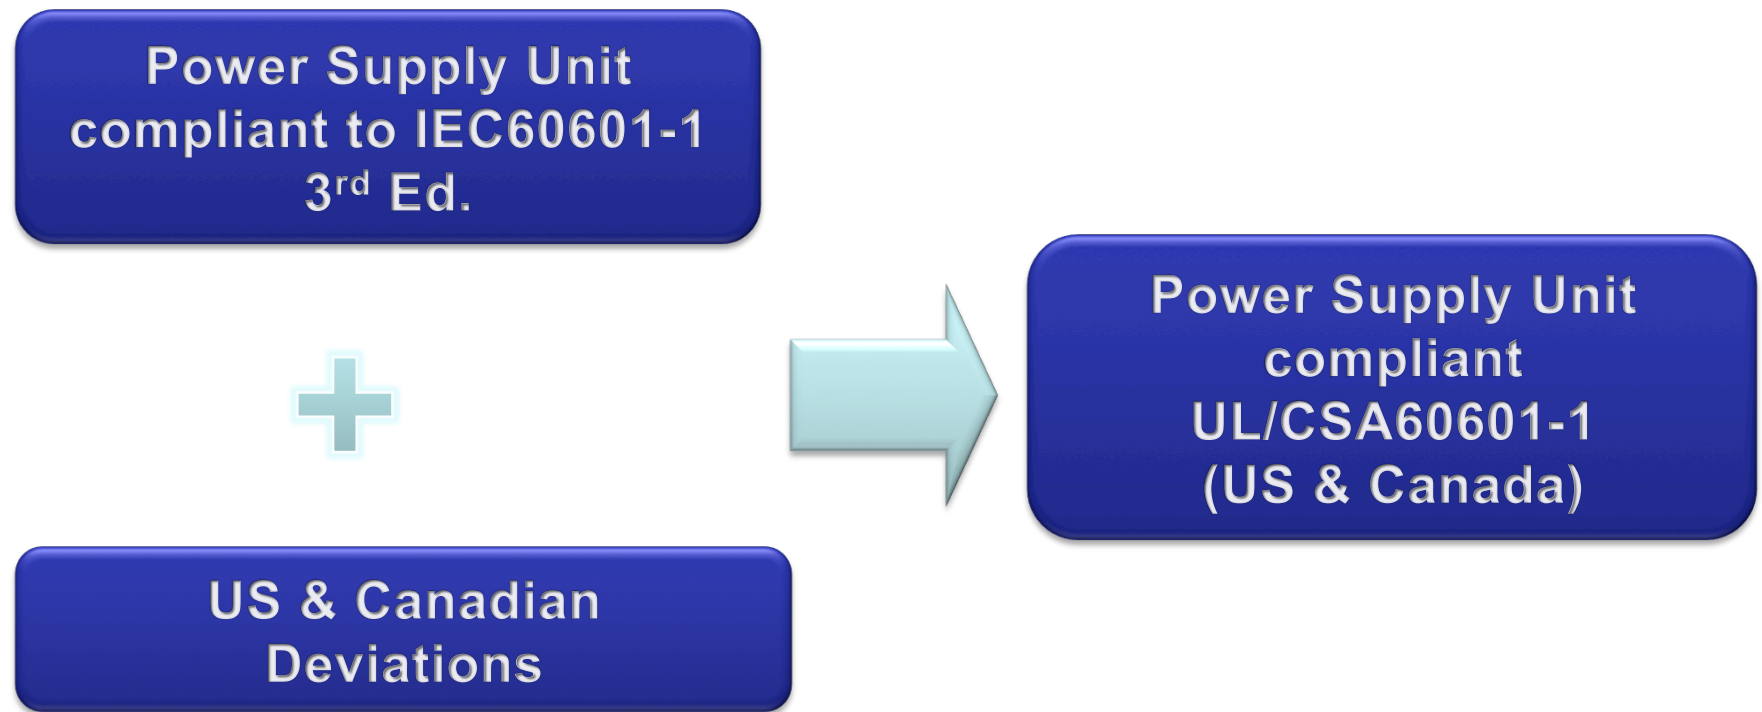 Power Supply Unit
compliant to IEC60601-1
3rd Ed.
US & Canadian
Deviations
Power Supply Unit
compliant
UL/CSA60601-1
(US & Canada)